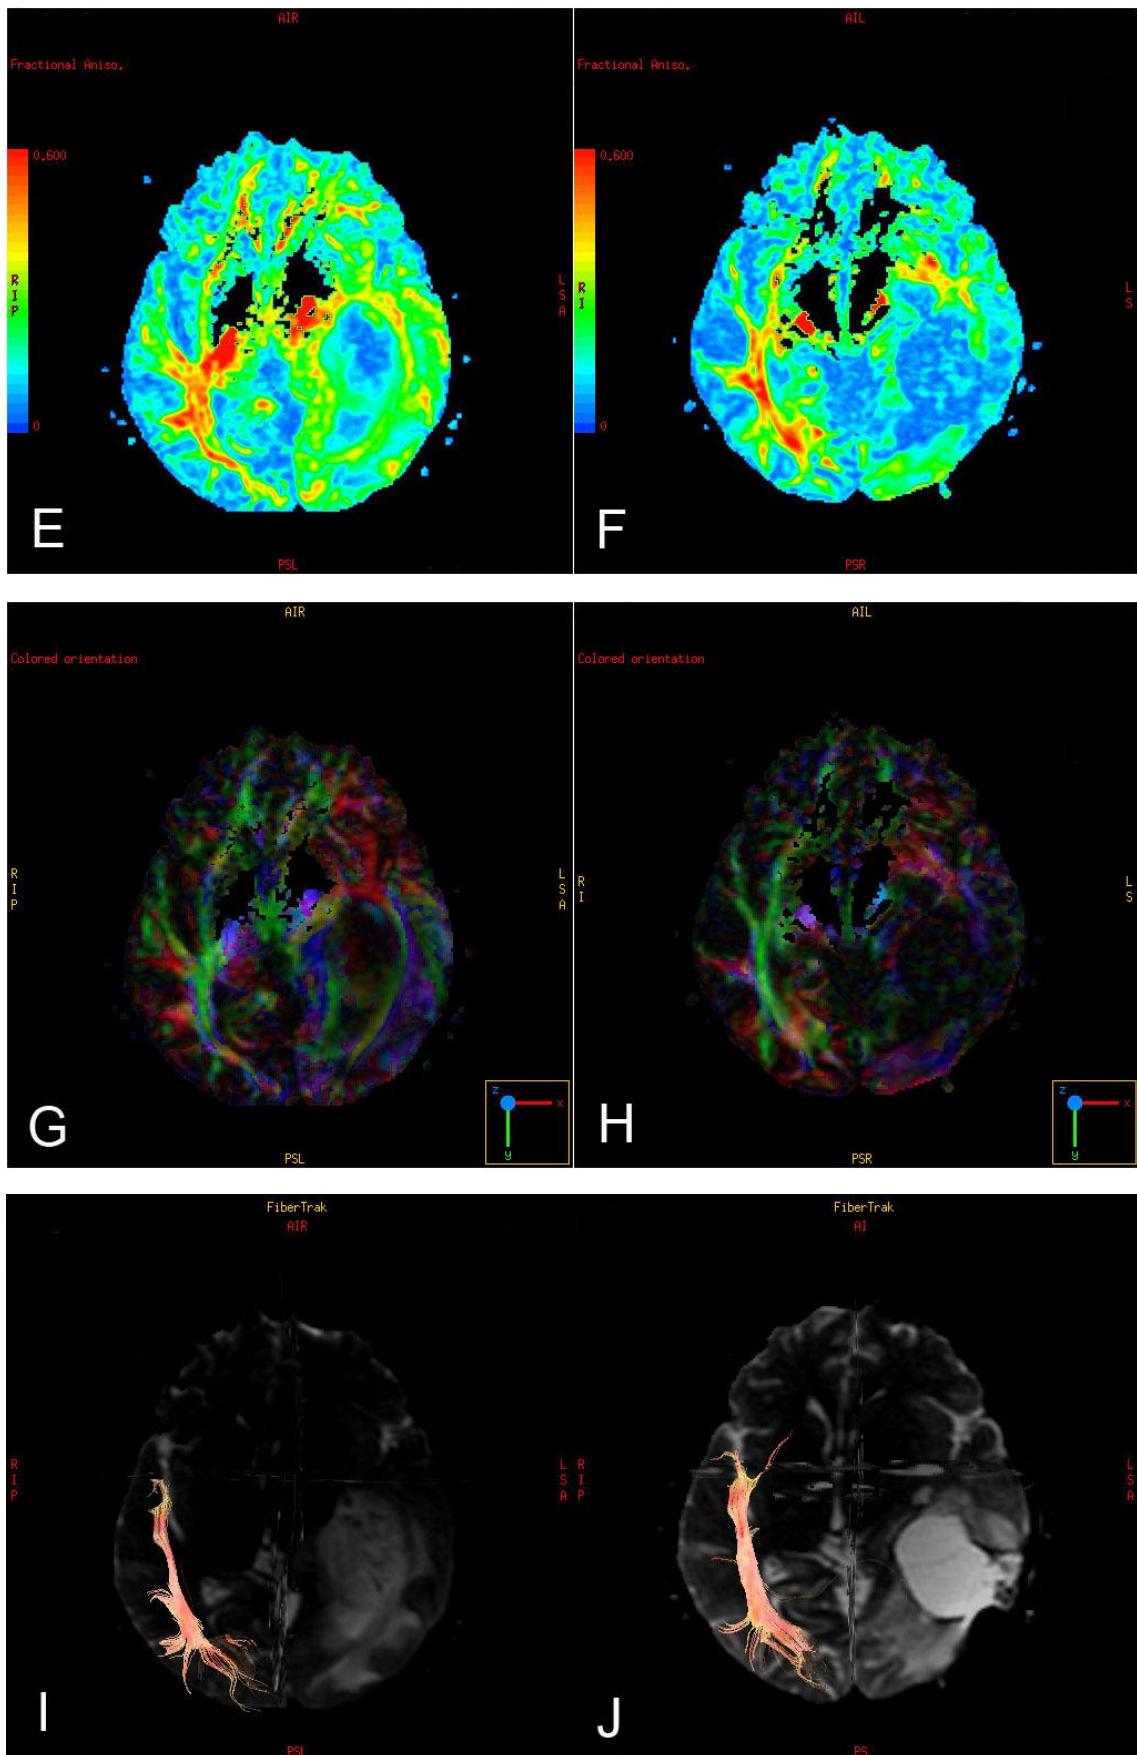 AIR
AIL
Fractional Aniso.
Fractional Aniso.
0.600
0.600
R
I
P
L
S
A
R
I
L
S
0
0
E
F
PSL
PSR
AIR
AIL
Colored orientation
Colored orientation
R
I
P
L
S
A
R
I
L
S
z
x
y
z
x
y
G
H
PSL
PSR
FiberTrak
FiberTrak
AIR
AI
R
I
P
L
S
A
R
I
P
L
S
A
I
J
PSL
PS